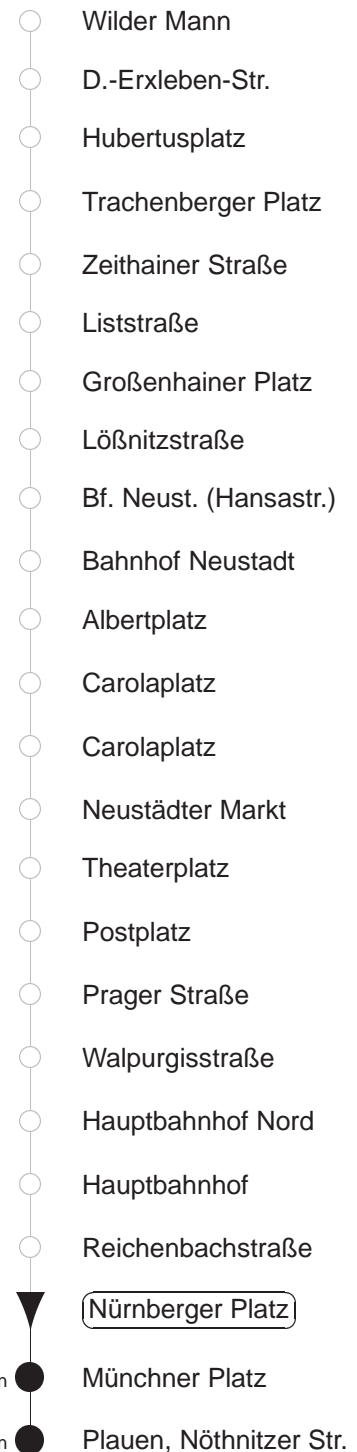 Wilder Mann
D.-Erxleben-Str.
Hubertusplatz
Trachenberger Platz
Zeithainer Straße
Liststraße
Großenhainer Platz
Lößnitzstraße
Bf. Neust. (Hansastr.)
Bahnhof Neustadt
Albertplatz
Carolaplatz
Carolaplatz
Neustädter Markt
Theaterplatz
Postplatz
Prager Straße
Walpurgisstraße
Hauptbahnhof Nord
Hauptbahnhof
Reichenbachstraße
Nürnberger Platz
Münchner Platz
Plauen, Nöthnitzer Str.